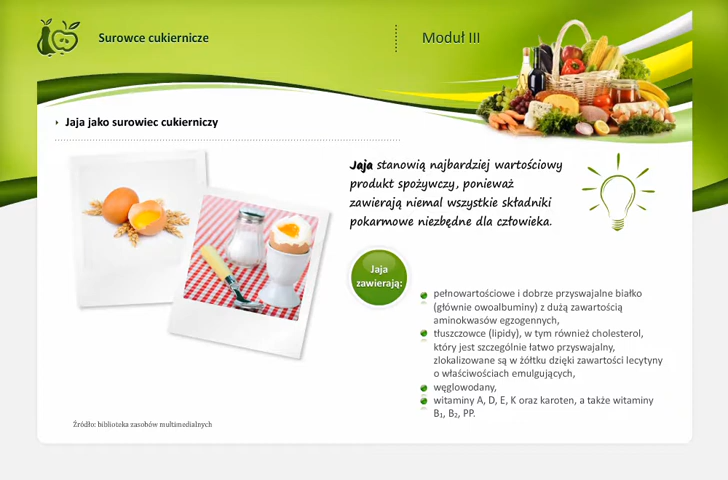 Surowce cukiernicze
Moduł III
Jaja jako surowiec cukierniczy
Jaja stanowią najbardziej wartościowy
produkt spożywczy, ponieważ
zawierają niemal wszystkie składniki
pokarmowe niezbędne dla człowieka.
Jaja
zawierają:
pełnowartościowe i dobrze przyswajalne białko
(głównie owoalbuminy) z dużą zawartością
aminokwasów egzogennych,
tłuszczowce (lipidy), w tym również cholesterol,
który jest szczególnie łatwo przyswajalny,
zlokalizowane są w żółtku dzięki zawartości lecytyny
o właściwościach emulgujących,
węglowodany,
witaminy A, D, E, K oraz karoten, a także witaminy
B₁, B₂, PP.
Źródło: biblioteka zasobów multimedialnych